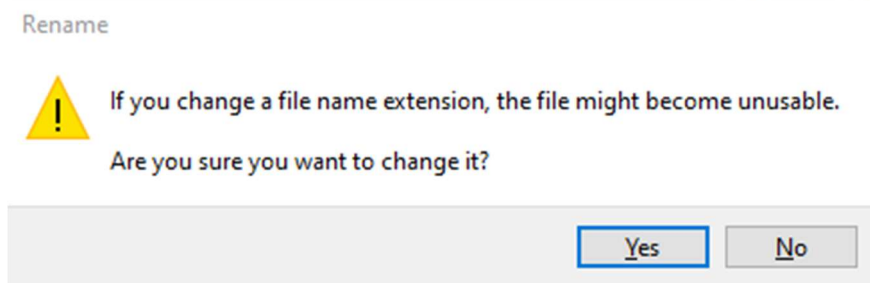 Rename
If you change a file name extension, the file might become unusable.
Are you sure you want to change it?
Yes
No